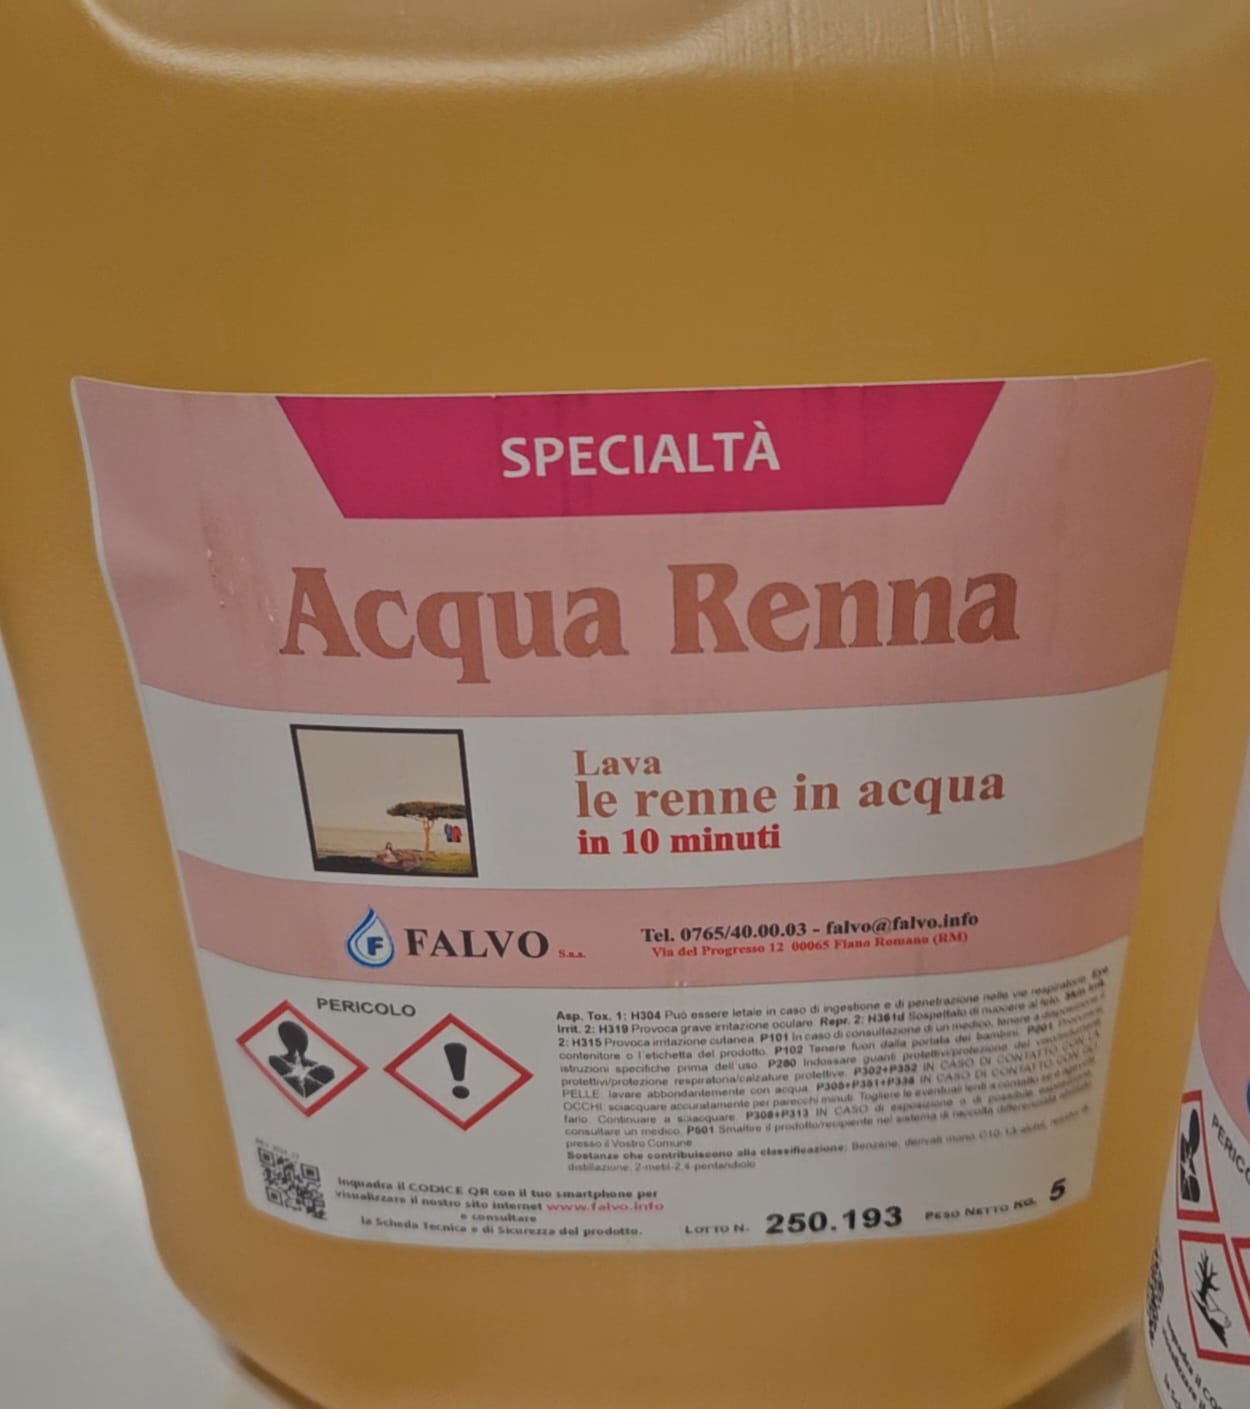 SPECIALTÀ
Acqua Renna
Lava
le renne in acqua
in 10 minuti
F FALVO S.a.s.
Tel. 0765/40.00.03 - falvo@falvo.info
Via del Progresso 12 00065 Fiano Romano (RM)
PERICOLO
Asp. Tox. 1: H304 Può essere letale in caso di ingestione e di penetrazione nelle vie respiratorie. Eye
Irrit. 2: H319 Provoca grave irritazione oculare. Repr. 2: H361d Sospettato di nuocere al feto. Skin Irrit.
2: H315 Provoca irritazione cutanea. P101 In caso di consultazione di un medico, tenere a disposizione il
contenitore o l'etichetta del prodotto. P102 Tenere fuori dalla portata dei bambini. P201 Procurarsi
istruzioni specifiche prima dell'uso. P280 Indossare guanti protettivi/protezione del viso/indumenti
protettivi/protezione respiratoria/calzature protettive. P302+P352 IN CASO DI CONTATTO CON LA
PELLE: lavare abbondantemente con acqua. P305+P351+P338 IN CASO DI CONTATTO CON GLI
OCCHI: sciacquare accuratamente per parecchi minuti. Togliere le eventuali lenti a contatto se è agevole
farlo. Continuare a sciacquare. P308+P313 IN CASO di esposizione o di possibile esposizione,
consultare un medico. P501 Smaltire il prodotto/recipiente nel sistema di raccolta differenziata
presso il Vostro Comune
Sostanze che contribuiscono alla classificazione: Benzene, derivati mono C10-13
distillazione. 2-metil-2,4-pentandiolo
Inquadra il CODICE QR con il tuo smartphone per
visualizzare il nostro sito internet www.falvo.info
e consultare
la Scheda Tecnica e di Sicurezza del prodotto.
LOTTO N. 250.193 PESO NETTO KG. 5
PERICO